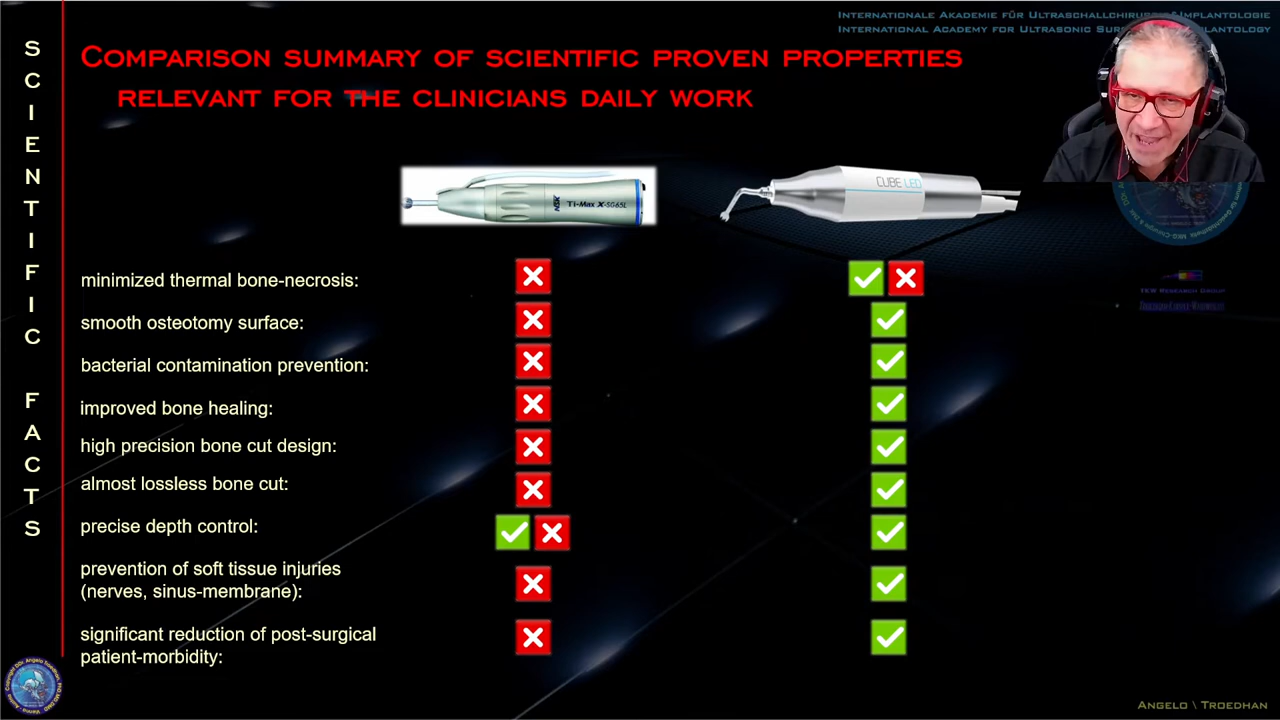 INTERNATIONALE AKADEMIE FÜR ULTRASCHALLCHIRURGIE IMPLANTOLOGIE
INTERNATIONAL ACADEMY FOR ULTRASONIC
SCIENTIFIC FACTS
COMPARISON SUMMARY OF SCIENTIFIC PROVEN PROPERTIES
RELEVANT FOR THE CLINICIANS DAILY WORK
NSK Ti-Max X-SG65L
CUBE LED
minimized thermal bone-necrosis:
smooth osteotomy surface:
bacterial contamination prevention:
improved bone healing:
high precision bone cut design:
almost lossless bone cut:
precise depth control:
prevention of soft tissue injuries
(nerves, sinus-membrane):
significant reduction of post-surgical
patient-morbidity:
ANGELO \ TROEDHAN